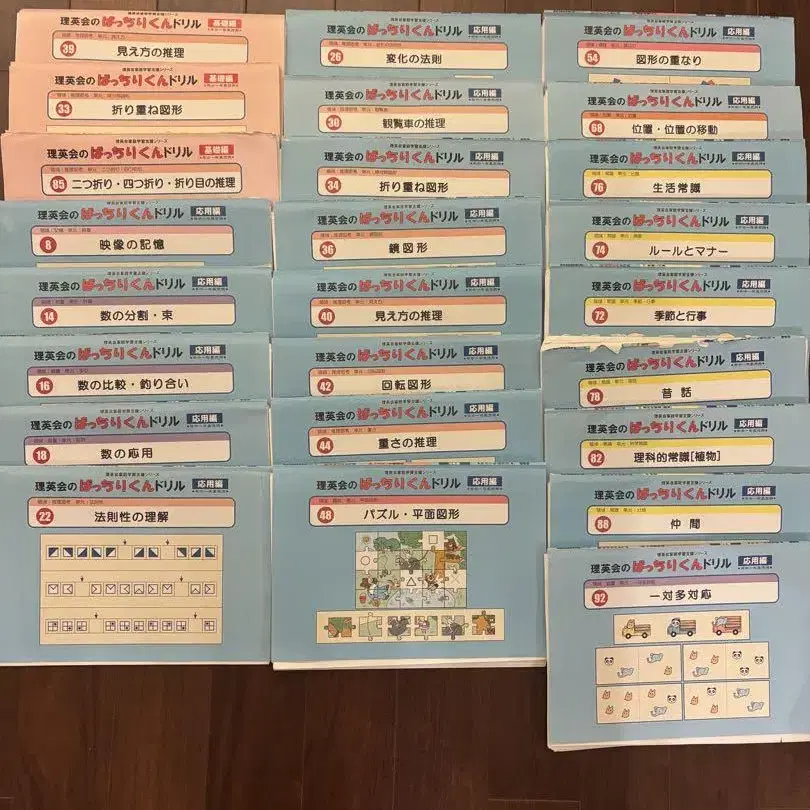 理英会の ばっちりくんドリル 基礎編
39 見え方の推理
理英会の ばっちりくんドリル 基礎編
33 折り重ね図形
理英会の ばっちりくんドリル 基礎編
85 二つ折り・四つ折り・折り目の推理
理英会の ばっちりくんドリル 応用編
8 映像の記憶
理英会の ばっちりくんドリル 応用編
14 数の分割・束
理英会の ばっちりくんドリル 応用編
16 数の比較・釣り合い
理英会の ばっちりくんドリル 応用編
18 数の応用
理英会の ばっちりくんドリル 応用編
22 法則性の理解
理英会の ばっちりくんドリル 応用編
26 変化の法則
理英会の ばっちりくんドリル 応用編
30 観覧車の推理
理英会の ばっちりくんドリル 応用編
34 折り重ね図形
理英会の ばっちりくんドリル 応用編
36 鏡図形
理英会の ばっちりくんドリル 応用編
40 見え方の推理
理英会の ばっちりくんドリル 応用編
42 回転図形
理英会の ばっちりくんドリル 応用編
44 重さの推理
理英会の ばっちりくんドリル 応用編
48 パズル・平面図形
理英会の ばっちりくんドリル 応用編
54 図形の重なり
理英会の ばっちりくんドリル 応用編
68 位置・位置の移動
理英会の ばっちりくんドリル 応用編
76 生活常識
理英会の ばっちりくんドリル 応用編
74 ルールとマナー
理英会の ばっちりくんドリル 応用編
72 季節と行事
理英会の ばっちりくんドリル 応用編
78 昔話
理英会の ばっちりくんドリル 応用編
82 理科的常識[植物]
理英会の ばっちりくんドリル 応用編
88 仲間
理英会の ばっちりくんドリル 応用編
92 一対多対応